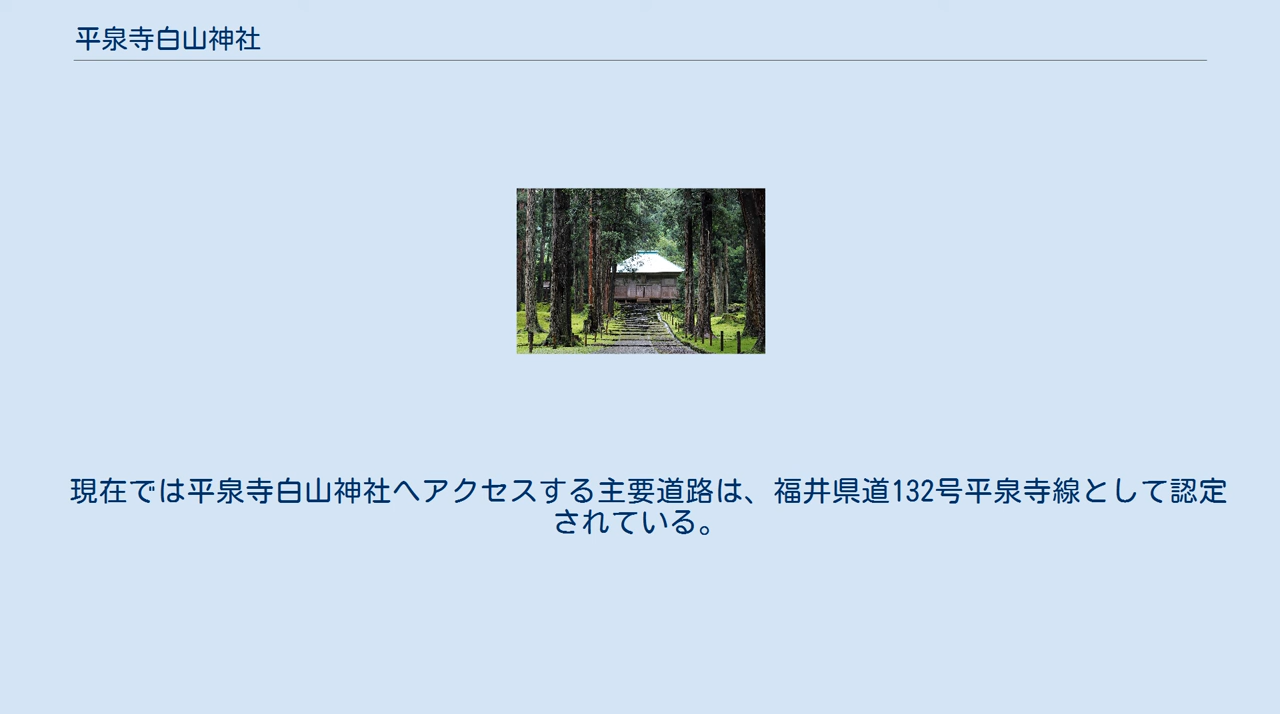 平泉寺白山神社
現在では平泉寺白山神社へアクセスする主要道路は、福井県道132号平泉寺線として認定
されている。